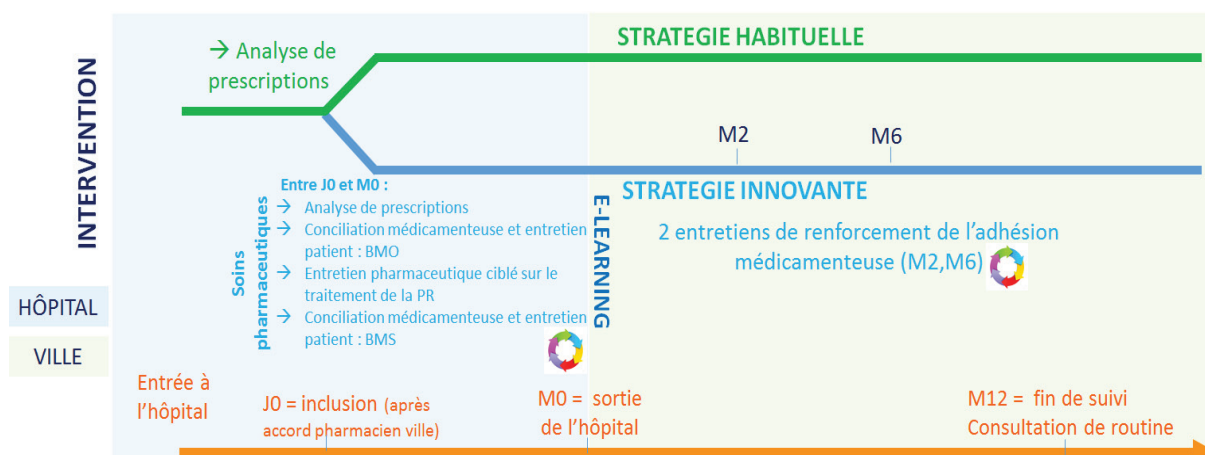 INTERVENTION
→ Analyse de
prescriptions
STRATEGIE HABITUELLE
M2
M6
STRATEGIE INNOVANTE
Soins
pharmaceutiques
Entre J0 et M0 :
→ Analyse de prescriptions
→ Conciliation médicamenteuse et entretien
patient : BMO
→ Entretien pharmaceutique ciblé sur le
traitement de la PR
→ Conciliation médicamenteuse et entretien
patient : BMS
E-LEARNING
2 entretiens de renforcement de l'adhésion
médicamenteuse (M2,M6)
HÔPITAL
VILLE
Entrée à
l'hôpital
J0 = inclusion (après
accord pharmacien ville)
M0 = sortie
de l'hôpital
M12 = fin de suivi
Consultation de routine